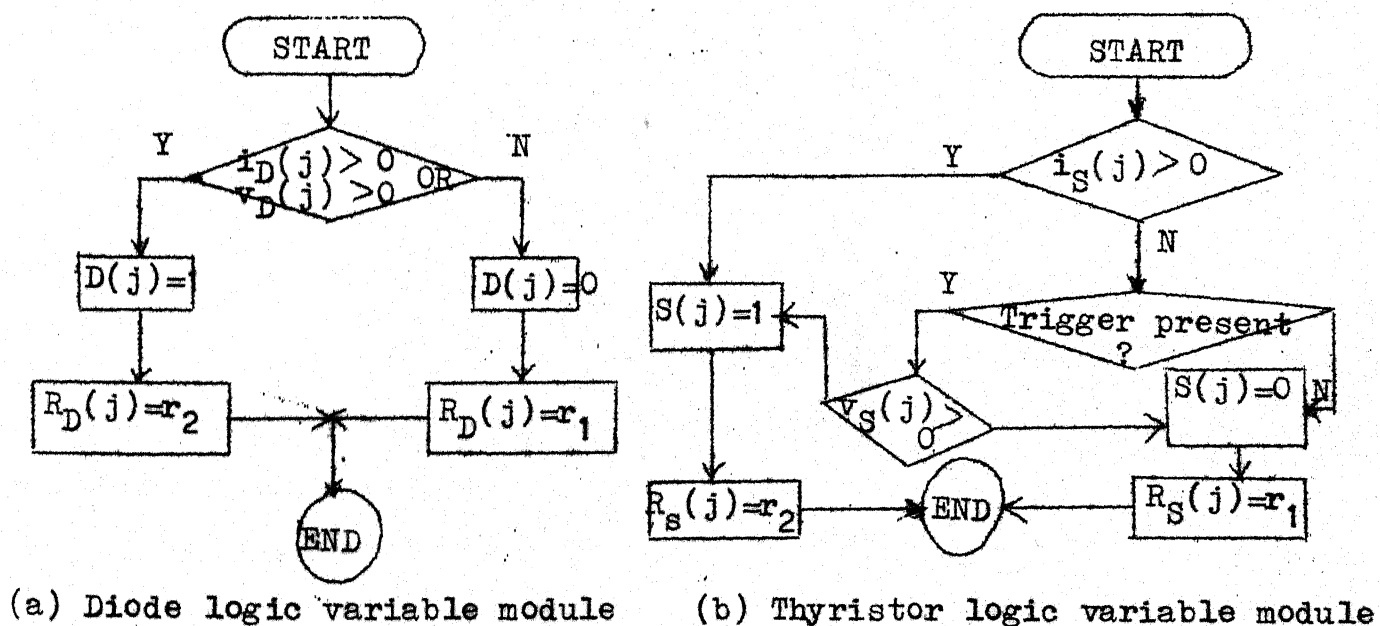 START
Y
N
i_D(j) > 0 OR
v_D(j) > 0
D(j)=1
D(j)=0
R_D(j)=r_2
R_D(j)=r_1
END
(a) Diode logic variable module
START
Y
i_S(j) > 0
N
Y
Trigger present
?
S(j)=1
v_S(j) >
0
S(j)=0
N
R_S(j)=r_2
END
R_S(j)=r_1
(b) Thyristor logic variable module